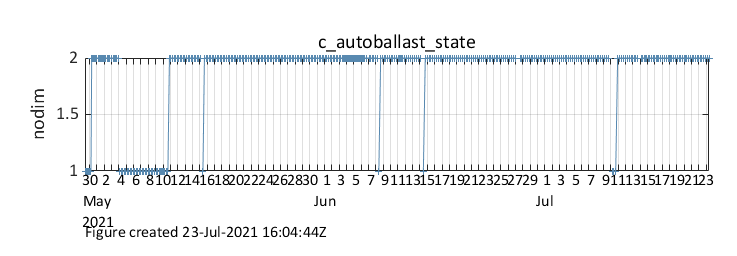 c_autoballast_state
2
1.5
1
nodim
30 2 4 6 8 10 12 14 16 18 20 22 24 26 28 30 1 3 5 7 9 11 13 15 17 19 21 23 25 27 29 1 3 5 7 9 11 13 15 17 19 21 23
May Jun Jul
2021
Figure created 23-Jul-2021 16:04:44Z